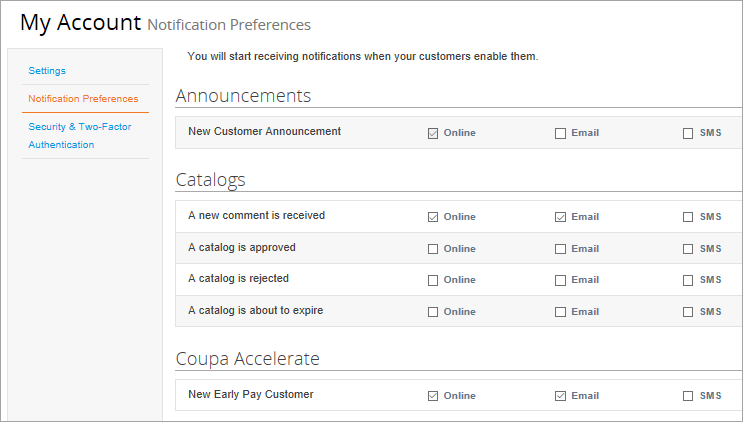 My Account Notification Preferences
You will start receiving notifications when your customers enable them.
Settings
Notification Preferences
Security & Two-Factor
Authentication
Announcements
New Customer Announcement Online Email SMS
Catalogs
A new comment is received Online Email SMS
A catalog is approved Online Email SMS
A catalog is rejected Online Email SMS
A catalog is about to expire Online Email SMS
Coupa Accelerate
New Early Pay Customer Online Email SMS